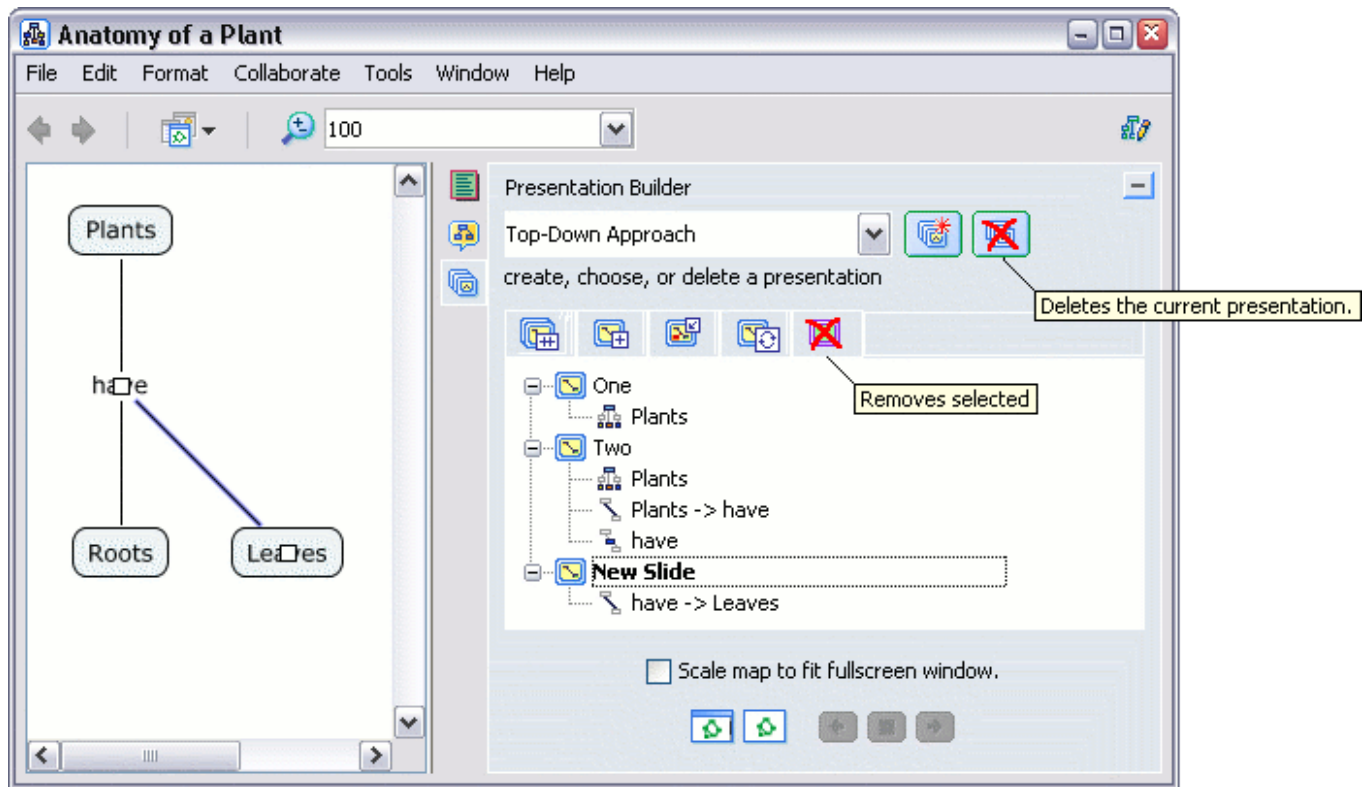 Anatomy of a Plant
File Edit Format Collaborate Tools Window Help
100
Plants
have
Roots
Leaves
Presentation Builder
Top-Down Approach
create, choose, or delete a presentation
Deletes the current presentation.
Removes selected
One
Plants
Two
Plants
Plants -> have
have
New Slide
have -> Leaves
Scale map to fit fullscreen window.